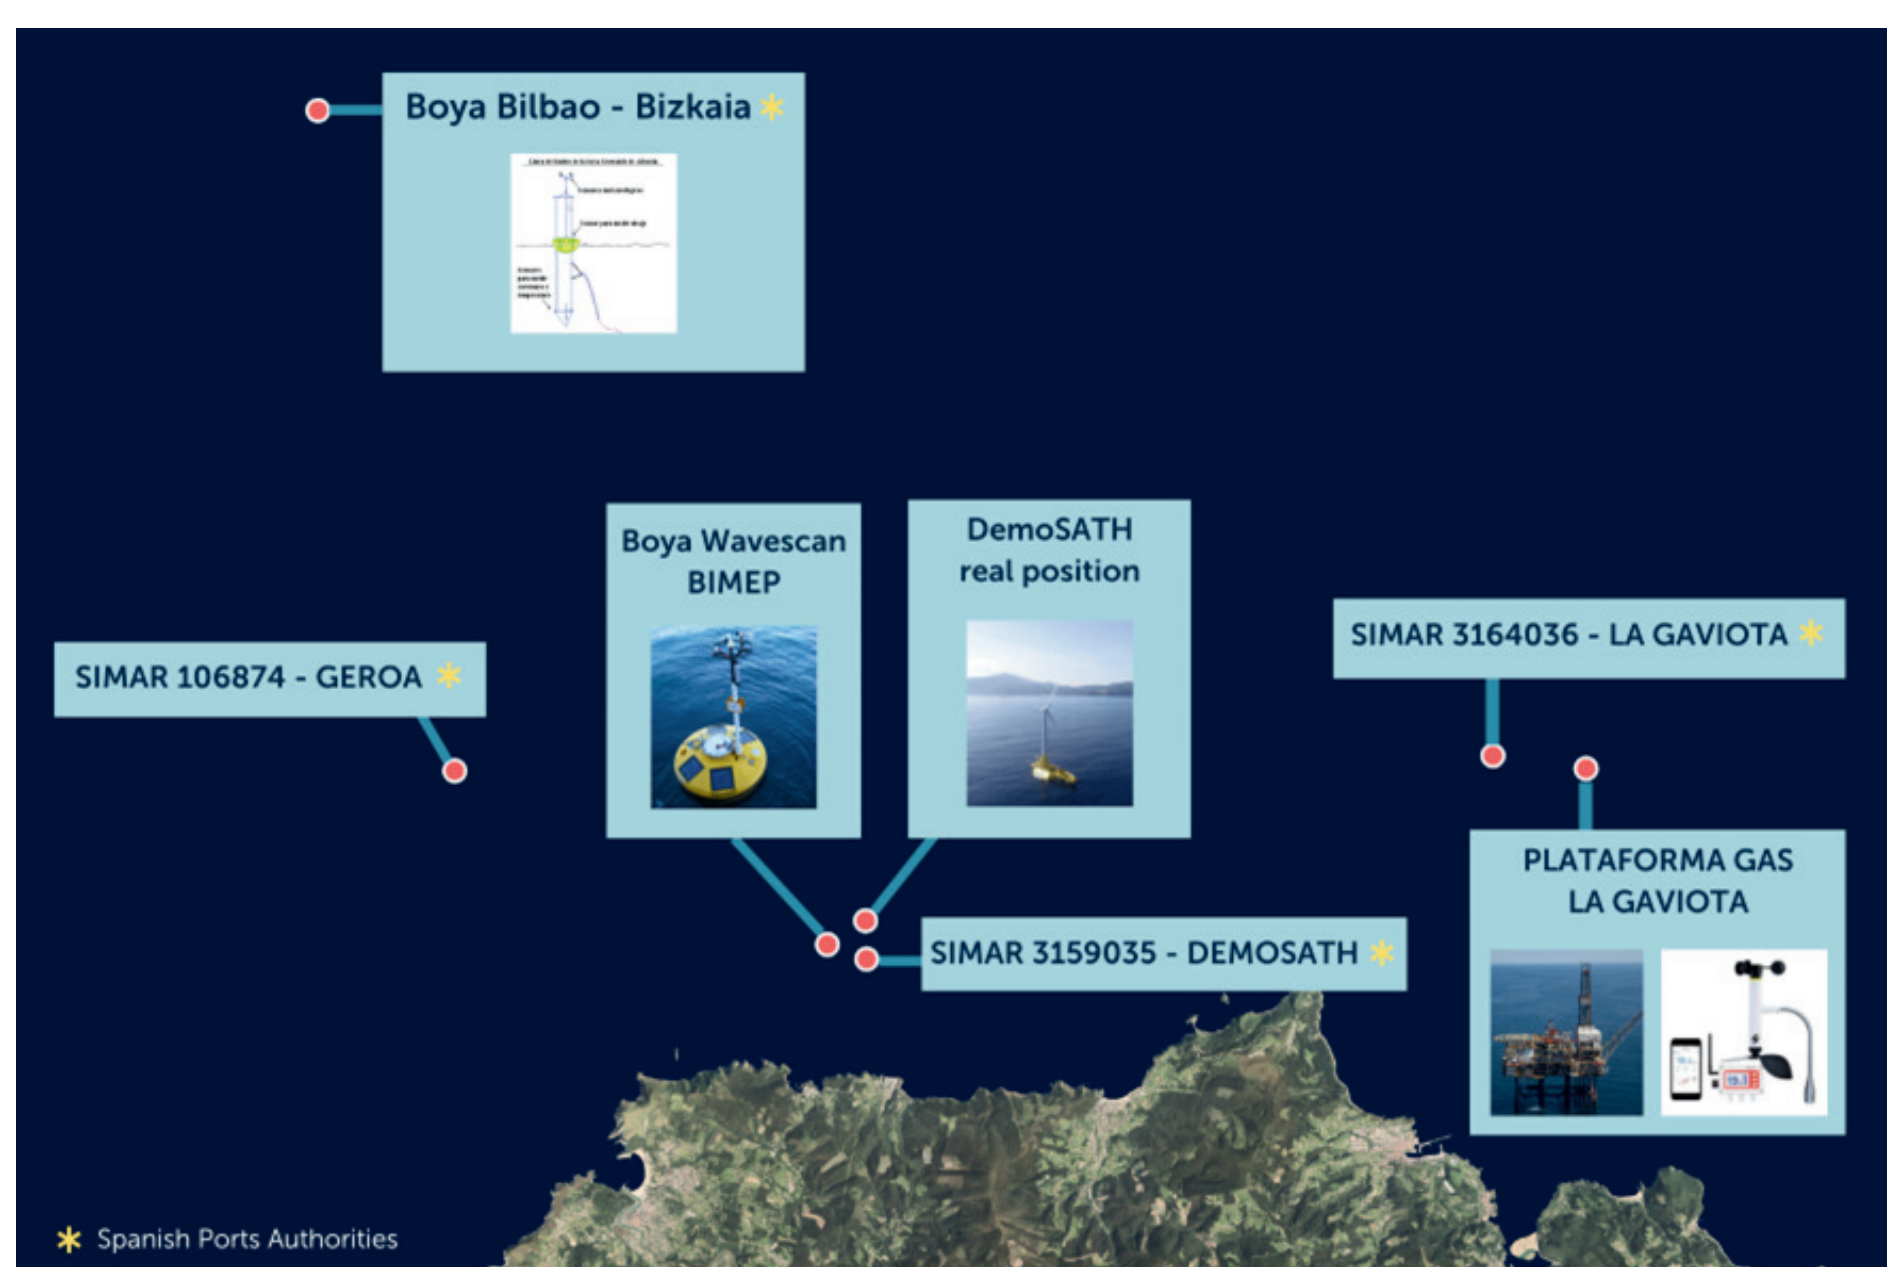 Boya Bilbao - Bizkaia *
Boya Wavescan
BIMEP
DemoSATH
real position
SIMAR 3164036 - LA GAVIOTA *
SIMAR 106874 - GEROA *
PLATAFORMA GAS
LA GAVIOTA
SIMAR 3159035 - DEMOSATH *
* Spanish Ports Authorities